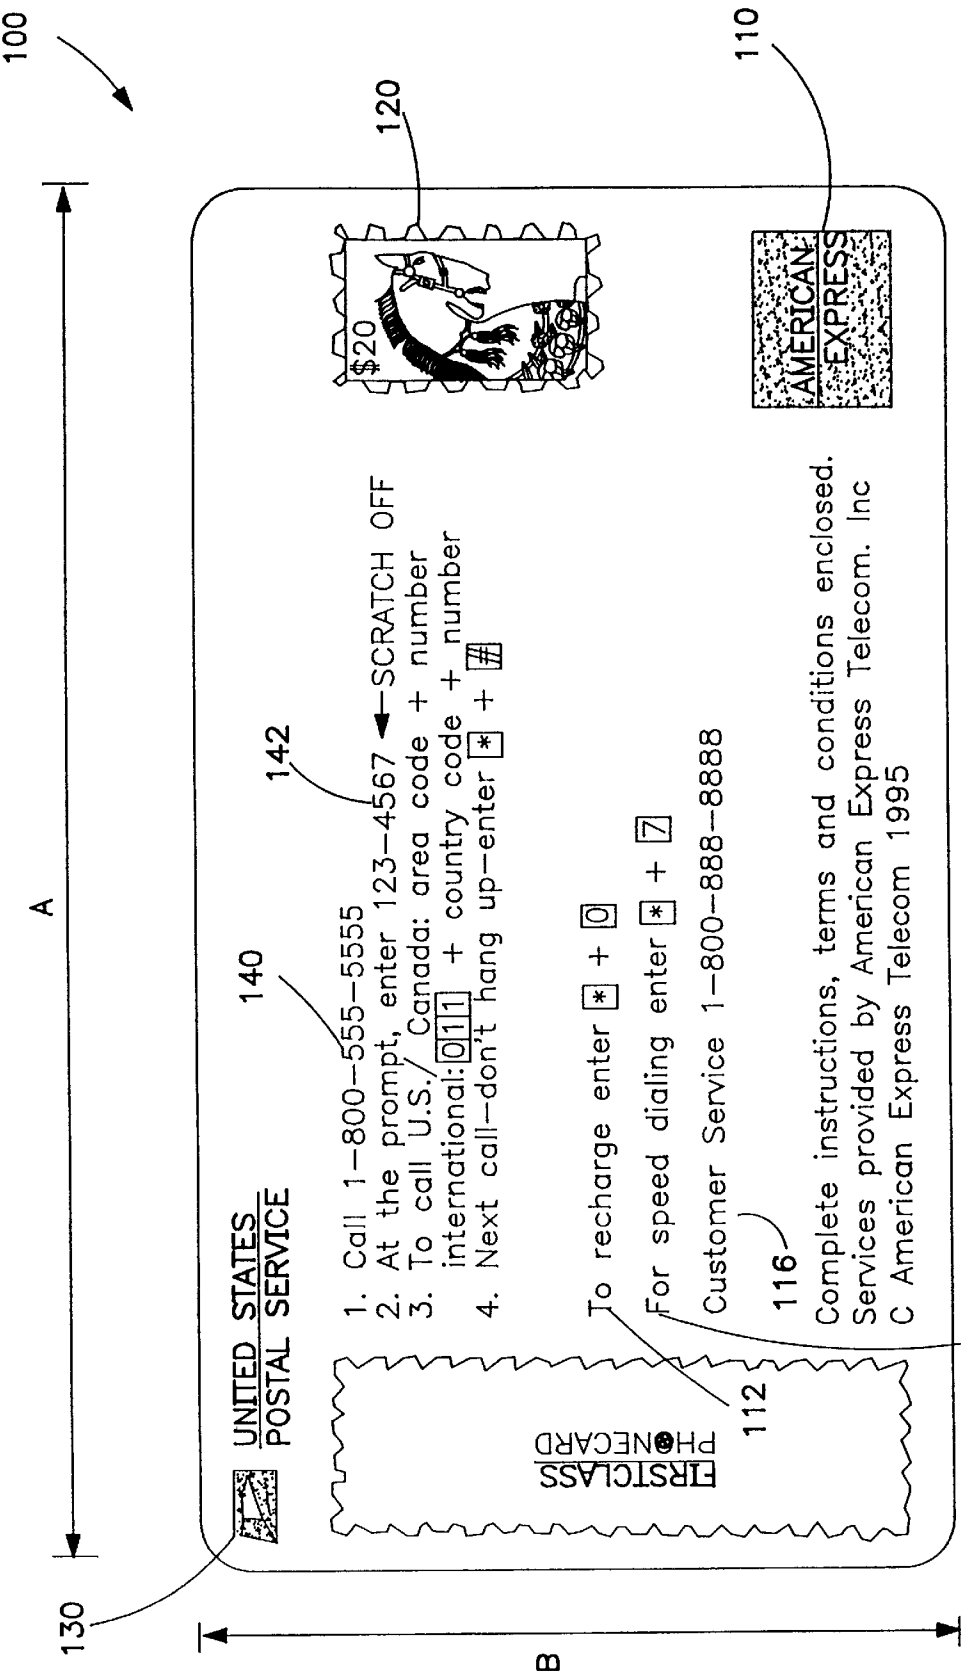 100
A
B
130
UNITED STATES
POSTAL SERVICE
140
142
120
110
1. Call 1-800-555-5555
2. At the prompt, enter 123-4567 ←SCRATCH OFF
3. To call U.S./ Canada: area code + number
international: 011 + country code + number
4. Next call-don't hang up-enter * + #
$20
To recharge enter * + 0
For speed dialing enter * + 7
Customer Service 1-800-888-8888
112
116
FIRSTCLASS
PHONECARD
AMERICAN
EXPRESS
Complete instructions, terms and conditions enclosed.
Services provided by American Express Telecom. Inc
C American Express Telecom 1995